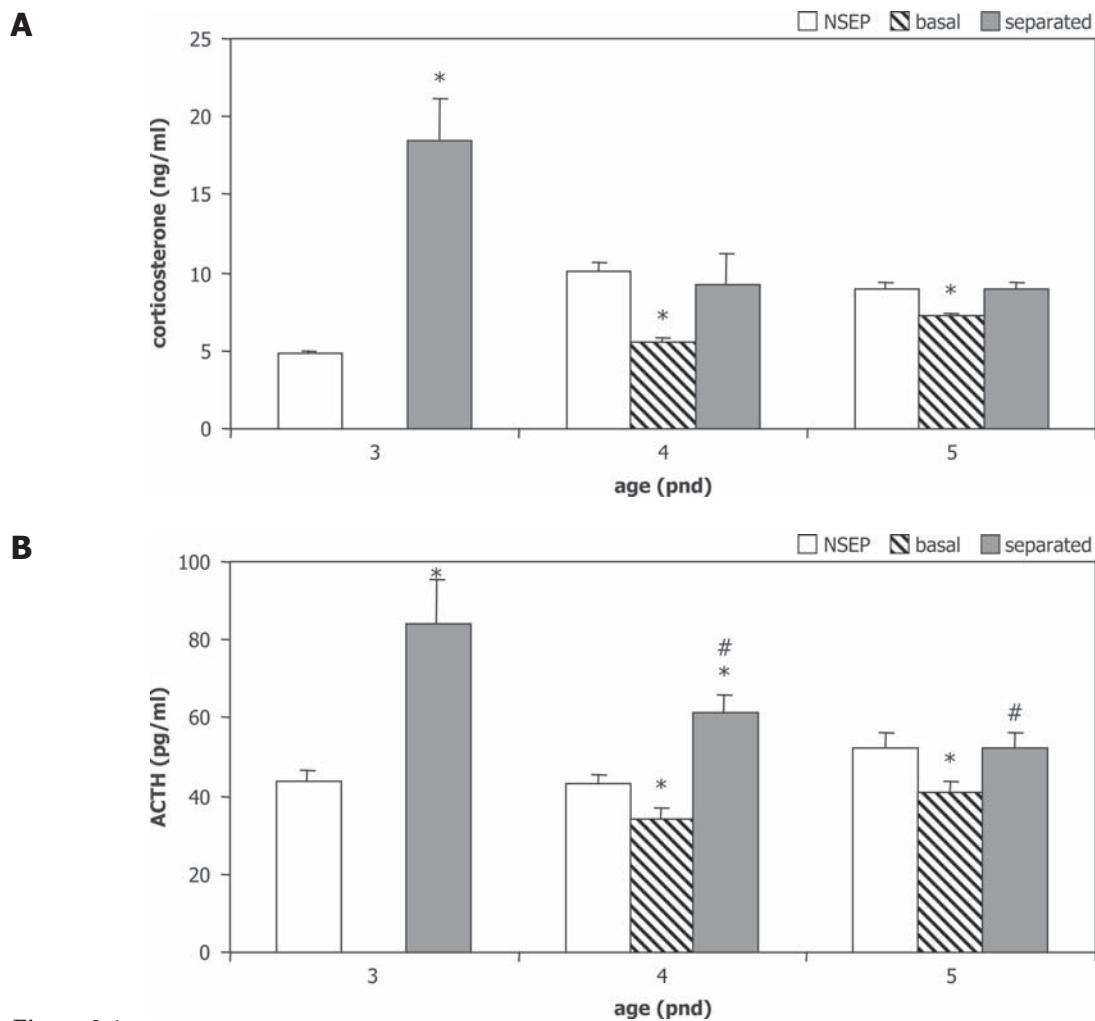 A
NSEP basal separated
25
*
20
corticosterone (ng/ml)
15
10
* *
5
0
3 4 5
age (pnd)
B
NSEP basal separated
100
*
80
#
*
#
ACTH (pg/ml)
60
*
*
40
20
0
3 4 5
age (pnd)